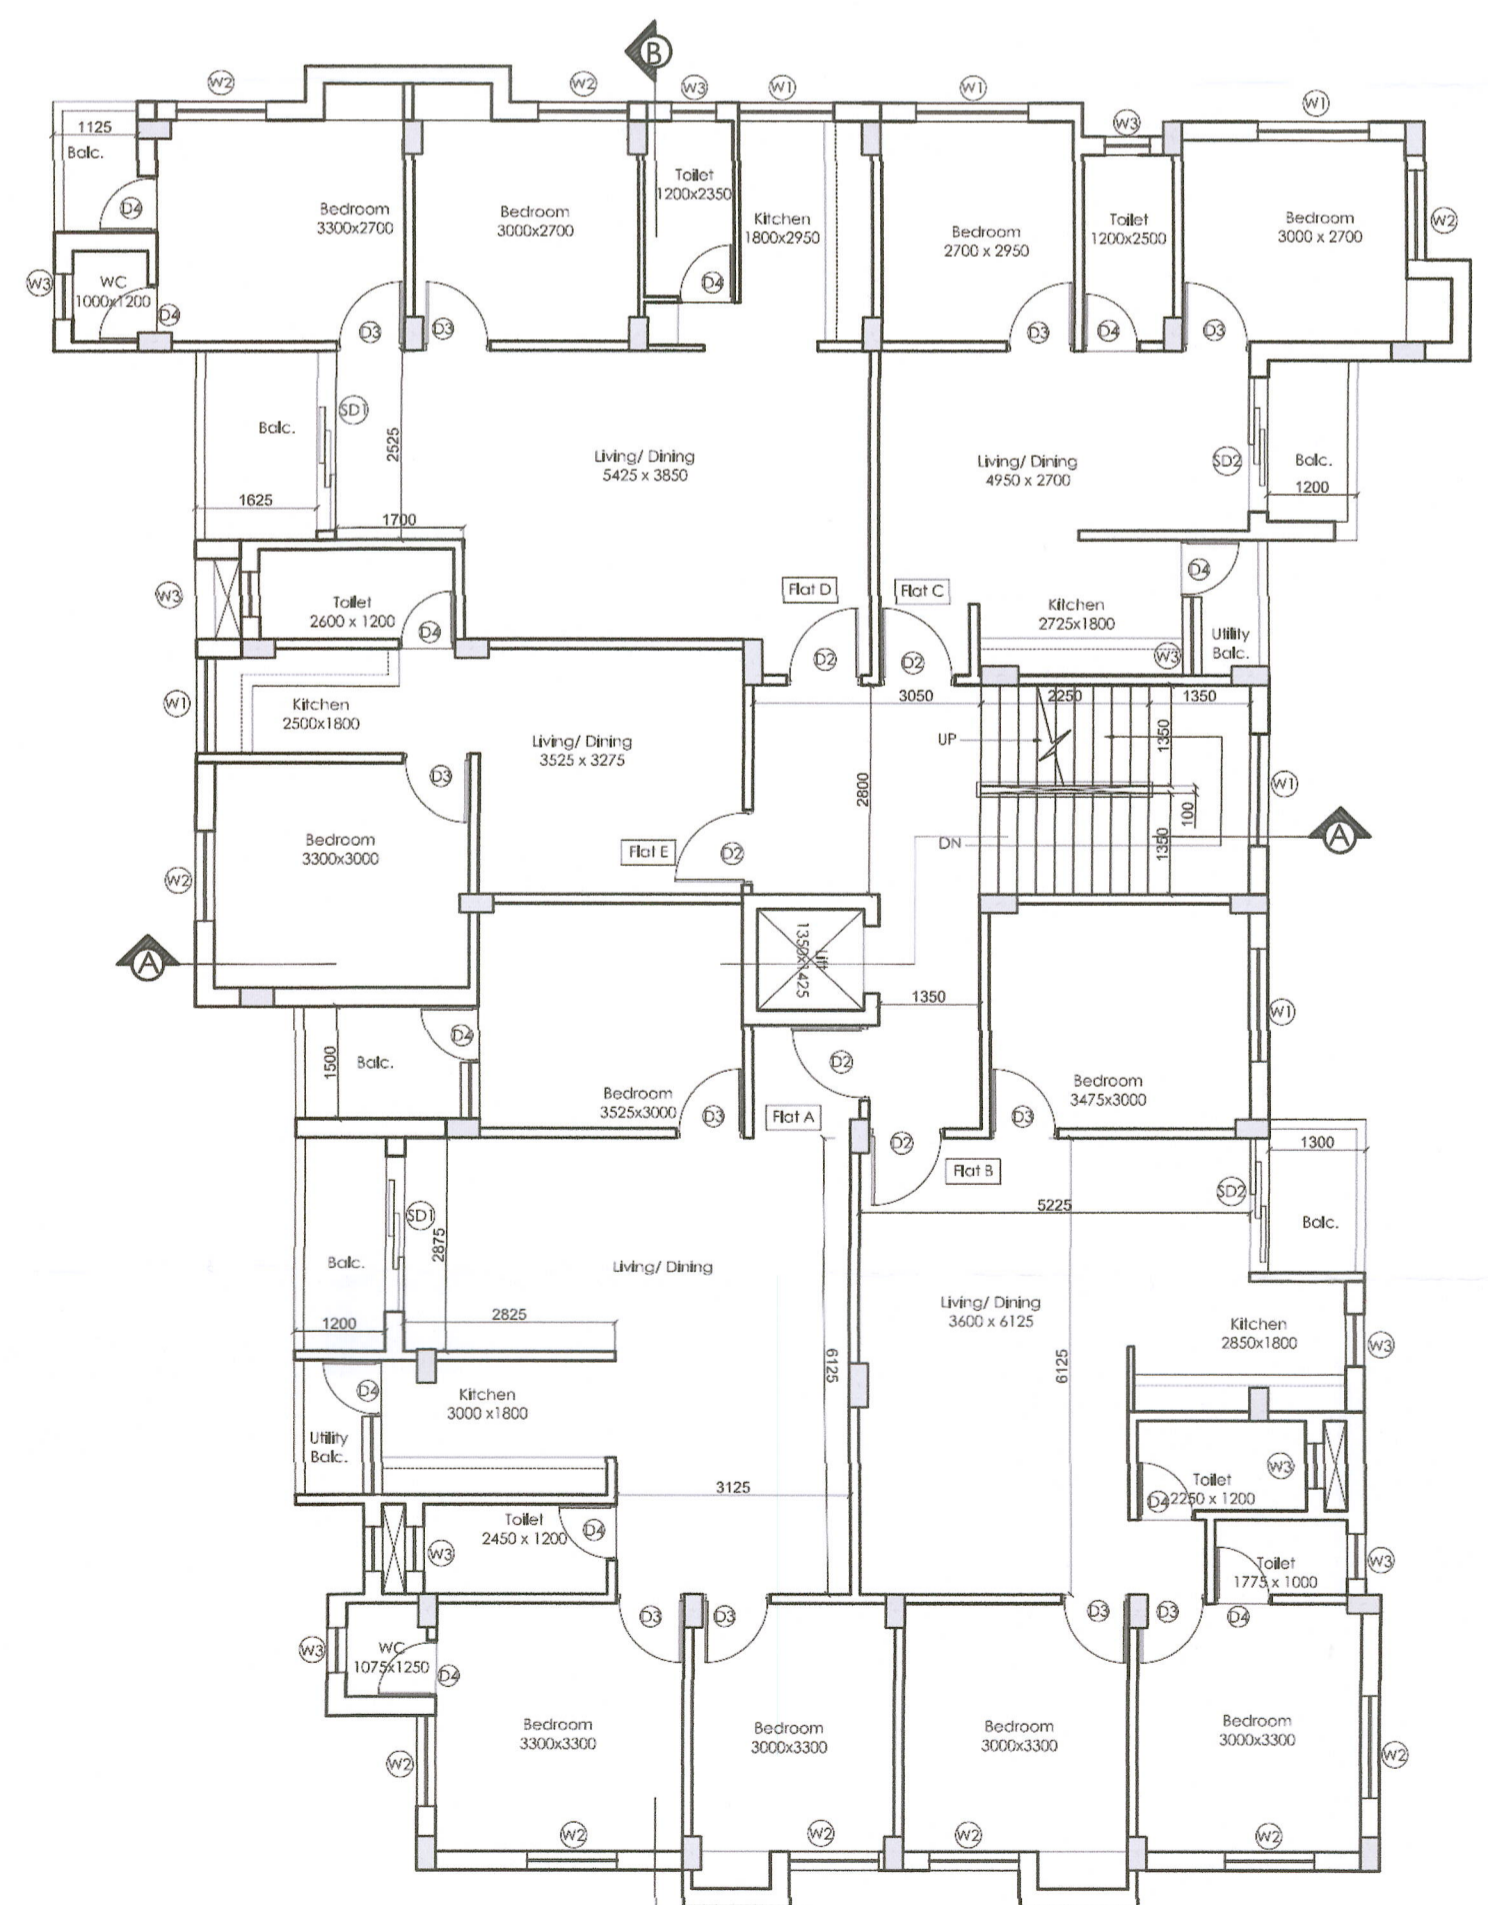 B
W2
W2
W3
W1
W1
W3
W1
1125
Balc.
D4
Bedroom
3300x2700
Bedroom
3000x2700
Toilet
1200x2350
Kitchen
1800x2950
Bedroom
2700 x 2950
Toilet
1200x2500
Bedroom
3000 x 2700
W2
W3
WC
1000x1200
D4
D3
D3
D4
D3
D4
D3
Balc.
SD1
2525
1625
1700
Living/ Dining
5425 x 3850
Living/ Dining
4950 x 2700
SD2
Balc.
1200
W3
Toilet
2600 x 1200
D4
Flat D
Flat C
D2
D2
Kitchen
2725x1800
D4
W3
Utility
Balc.
W1
Kitchen
2500x1800
Living/ Dining
3525 x 3275
3050
2250
1350
UP
1350
2800
100
1350
DN
W1
A
D3
Bedroom
3300x3000
W2
Flat E
D2
A
Lift
1350x1425
1350
W1
1500
Balc.
D4
Bedroom
3525x3000
D3
D2
Flat A
Bedroom
3475x3000
D3
D2
Flat B
1300
SD2
5225
Balc.
Balc.
SD1
2875
Living/ Dining
1200
2825
6125
Living/ Dining
3600 x 6125
6125
Kitchen
2850x1800
W3
D4
Kitchen
3000 x1800
Utility
Balc.
3125
W3
Toilet
2450 x 1200
D4
W3
Toilet
2250 x 1200
D4
Toilet
1775 x 1000
W3
D4
W3
WC
1075x1250
D4
D3
D3
D3
D3
Bedroom
3300x3300
Bedroom
3000x3300
Bedroom
3000x3300
Bedroom
3000x3300
W2
W2
W2
W2
W2
W2